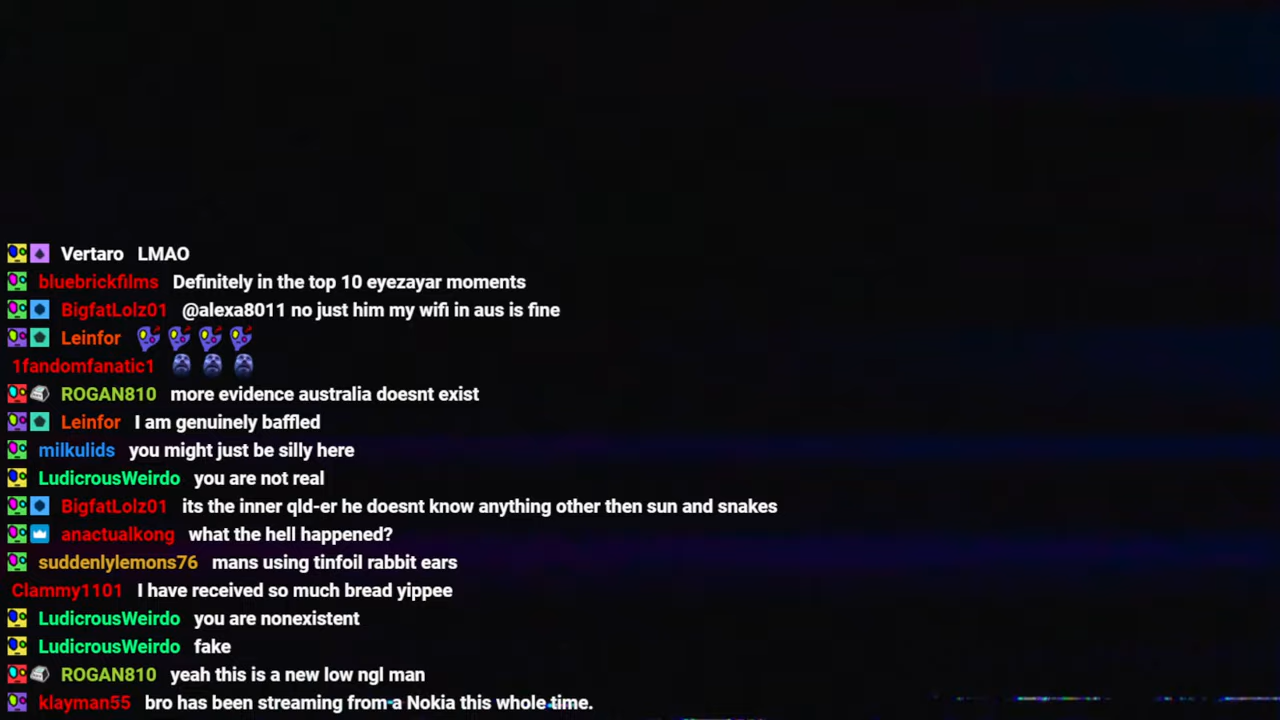 Vertaro LMAO
bluebrickfilms Definitely in the top 10 eyezayar moments
BigfatLolz01 @alexa8011 no just him my wifi in aus is fine
Leinfor
1fandomfanatic1
ROGAN810 more evidence australia doesnt exist
Leinfor I am genuinely baffled
milkulids you might just be silly here
LudicrousWeirdo you are not real
BigfatLolz01 its the inner qld-er he doesnt know anything other then sun and snakes
anactualkong what the hell happened?
suddenlylemons76 mans using tinfoil rabbit ears
Clammy1101 I have received so much bread yippee
LudicrousWeirdo you are nonexistent
LudicrousWeirdo fake
ROGAN810 yeah this is a new low ngl man
klayman55 bro has been streaming from a Nokia this whole time.